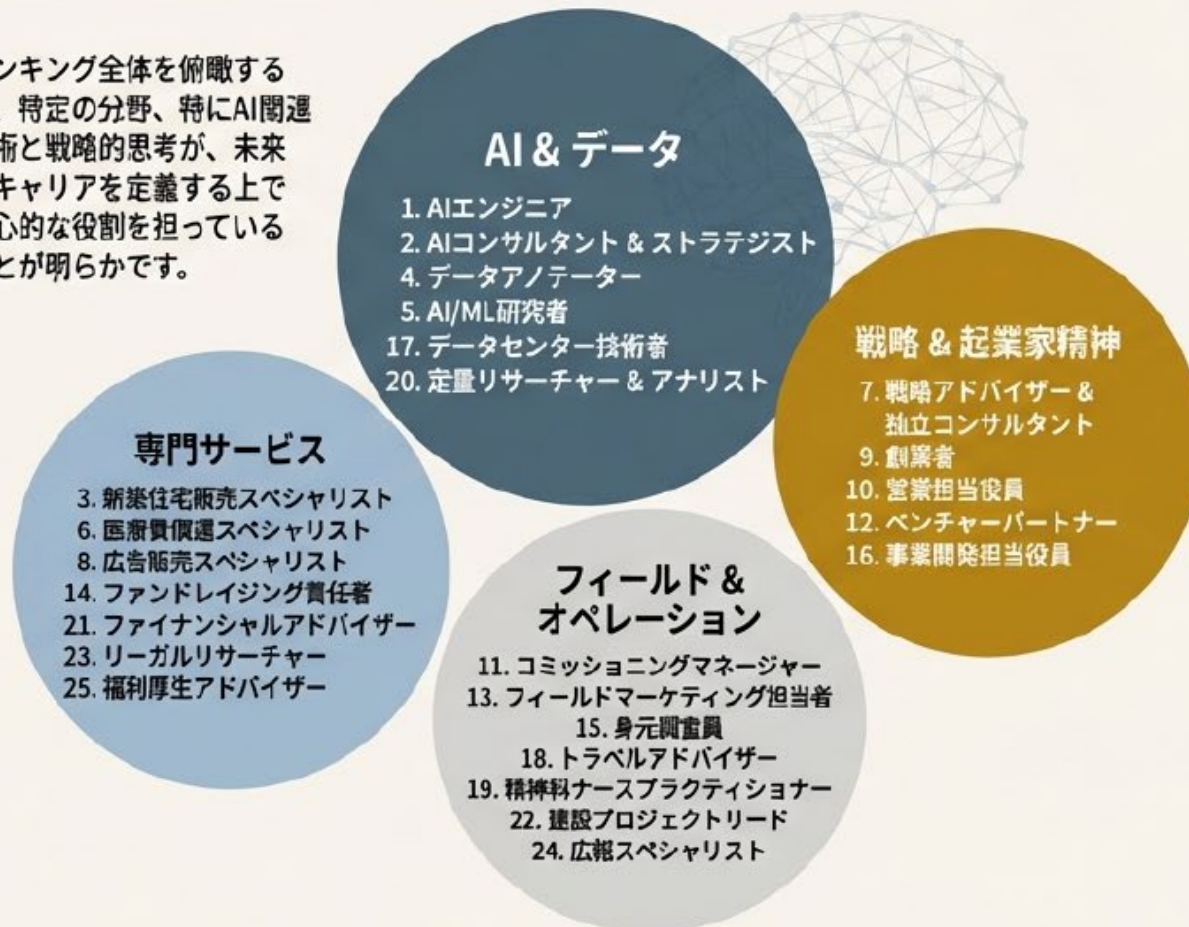 ンキング全体を俯瞰する
、特定の分野、特にAI関連
術と戦略的思考が、未来
キャリアを定義する上で
心的な役割を担っている
とが明らかです。
AI & データ
1. AIエンジニア
2. AIコンサルタント & ストラテジスト
4. データアノテーター
5. AI/ML研究者
17. データセンター技術者
20. 定量リサーチャー & アナリスト
戦略 & 起業家精神
7. 戦略アドバイザー &
独立コンサルタント
9. 創業者
10. 営業担当役員
12. ベンチャーパートナー
16. 事業開発担当役員
専門サービス
3. 新築住宅販売スペシャリスト
6. スペシャリスト
8. 広告販売スペシャリスト
14. ファンドレイジング責任者
21. ファイナンシャルアドバイザー
23. リーガルリサーチャー
25. 福利厚生アドバイザー
フィールド &
オペレーション
11. コミッショニングマネージャー
13. フィールドマーケティング担当者
15. 身元
18. トラベルアドバイザー
19. 精神科ナースプラクティショナー
22. 建設プロジェクトリード
24. 広報スペシャリスト